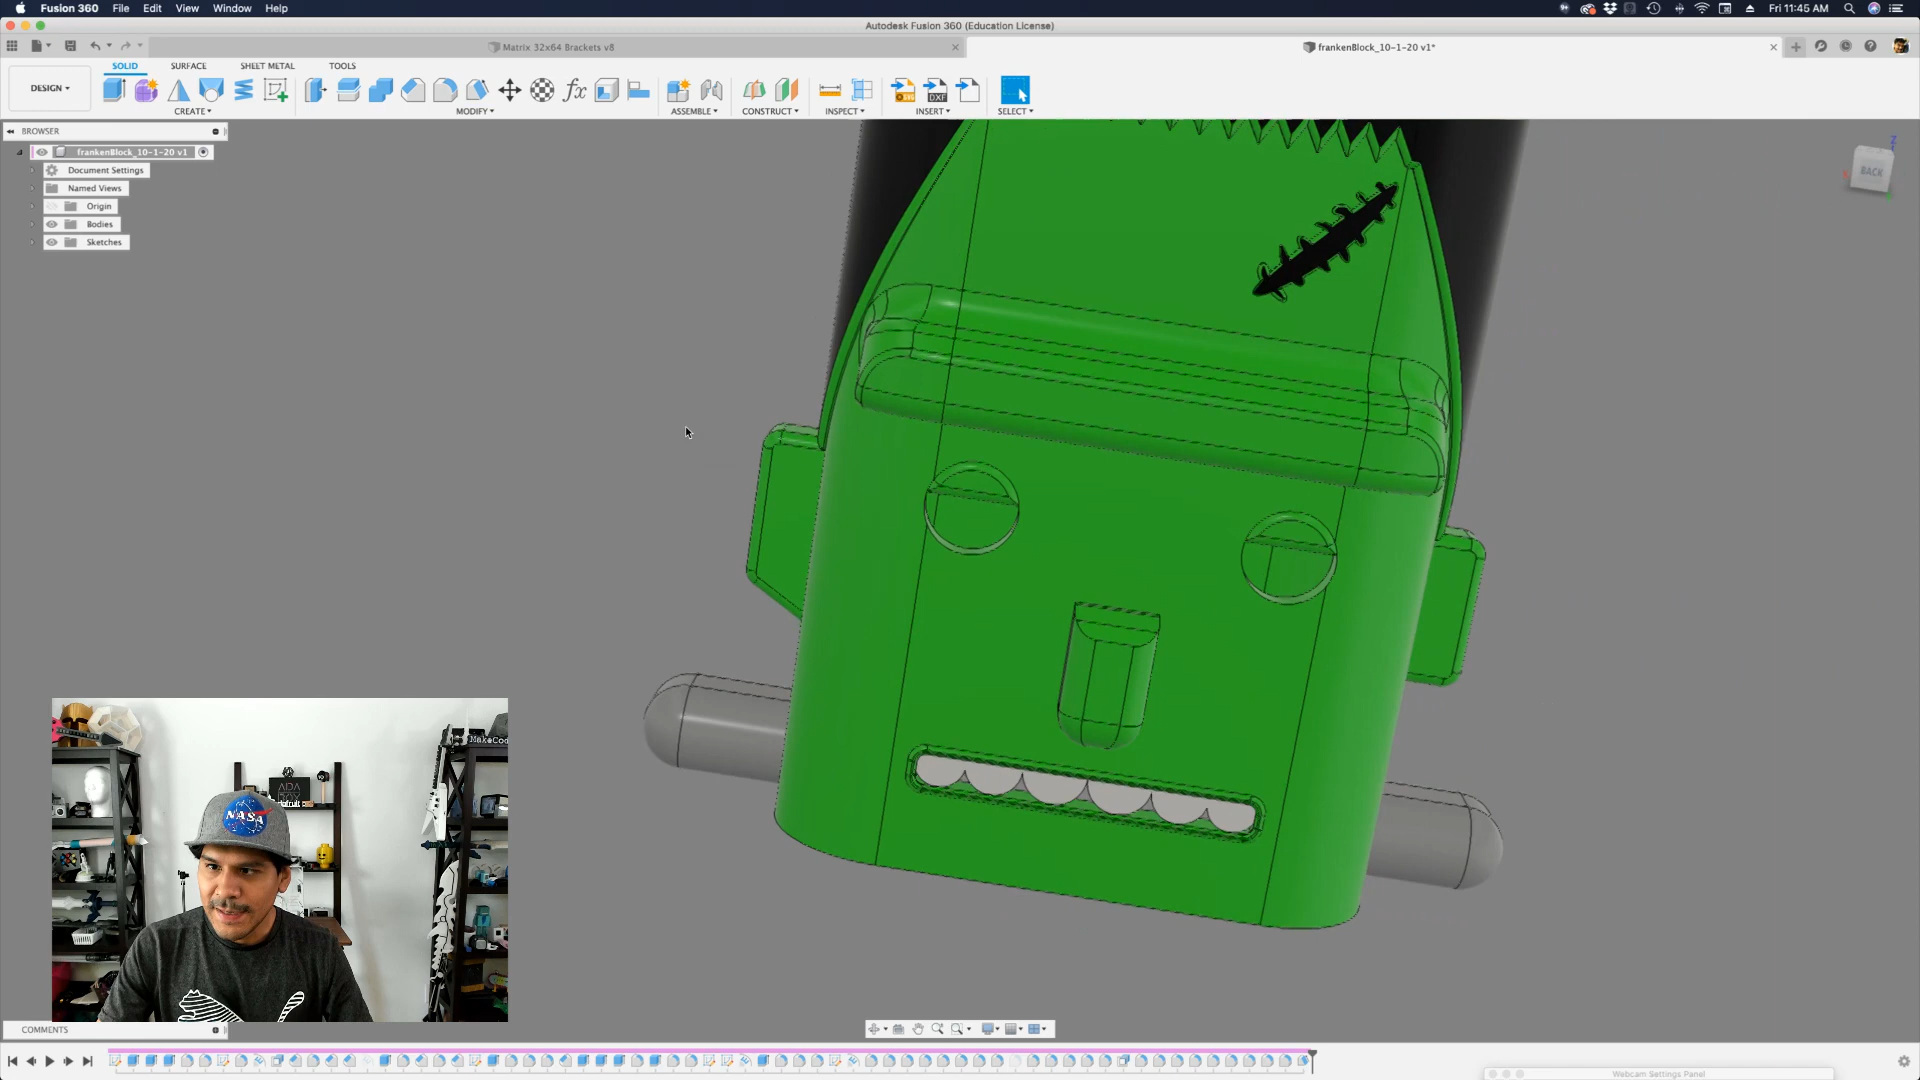 Fusion 360 File Edit View Window Help Fri 11:45 AM
Autodesk Fusion 360 (Education License)
Matrix 32x64 Brackets v8
frankenBlock_10-1-20 v1*
SOLID SURFACE SHEET METAL TOOLS
DESIGN
CREATE MODIFY ASSEMBLE CONSTRUCT INSPECT INSERT SELECT
BROWSER
frankenBlock_10-1-20 v1
Document Settings
Named Views
Origin
Bodies
Sketches
Z
BACK
MakeCod
ADA
NASA
COMMENTS
Webcam Settings Panel